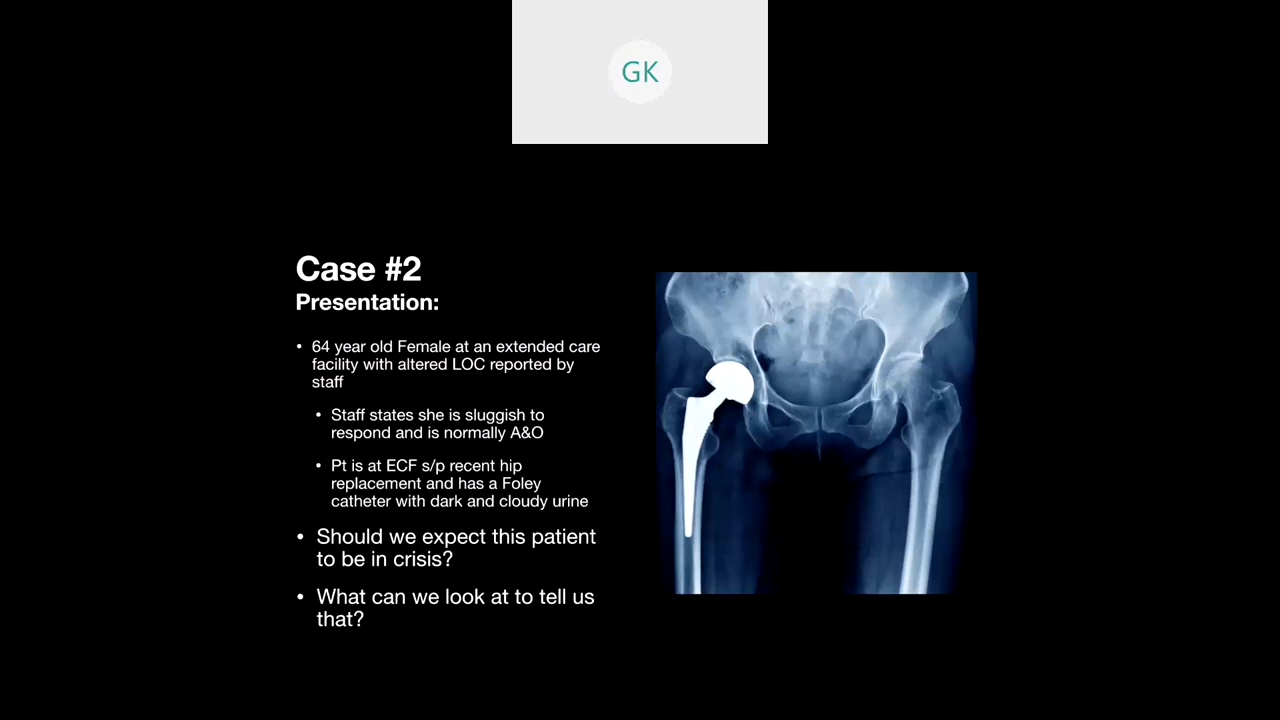 GK
Case #2
Presentation:
• 64 year old Female at an extended care
facility with altered LOC reported by
staff
• Staff states she is sluggish to
respond and is normally A&O
• Pt is at ECF s/p recent hip
replacement and has a Foley
catheter with dark and cloudy urine
• Should we expect this patient
to be in crisis?
• What can we look at to tell us
that?